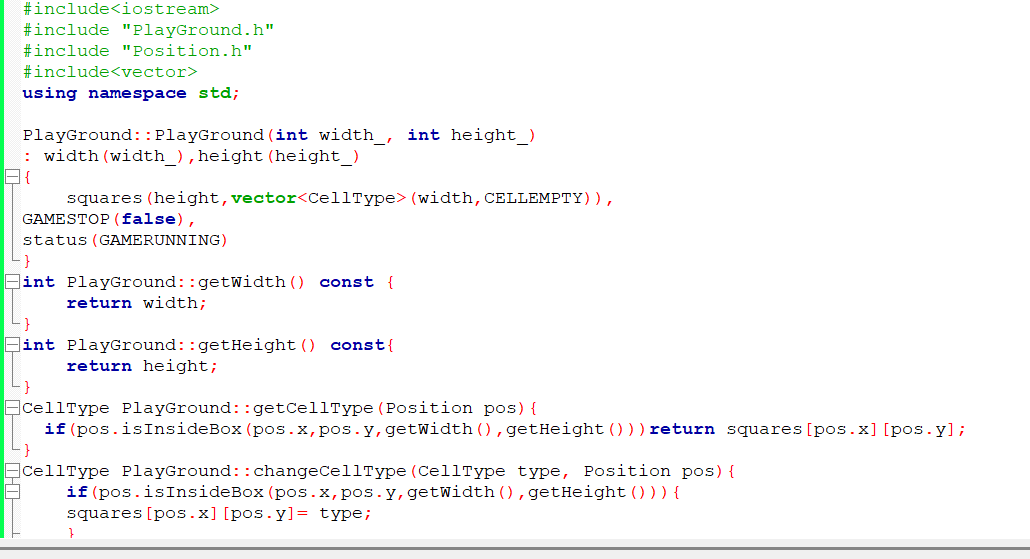 #include<iostream>
#include "PlayGround.h"
#include "Position.h"
#include<vector>
using namespace std;
PlayGround::PlayGround(int width_, int height_)
: width(width_),height(height_)
{
squares(height,vector<CellType>(width,CELLEMPTY)),
GAMESTOP(false),
status(GAMERUNNING)
}
int PlayGround::getWidth() const {
return width;
}
int PlayGround::getHeight() const{
return height;
}
CellType PlayGround::getCellType(Position pos){
if(pos.isInsideBox(pos.x,pos.y,getWidth(),getHeight()))return squares[pos.x][pos.y];
}
CellType PlayGround::changeCellType(CellType type, Position pos){
if(pos.isInsideBox(pos.x,pos.y,getWidth(),getHeight())){
squares[pos.x][pos.y]= type;
}